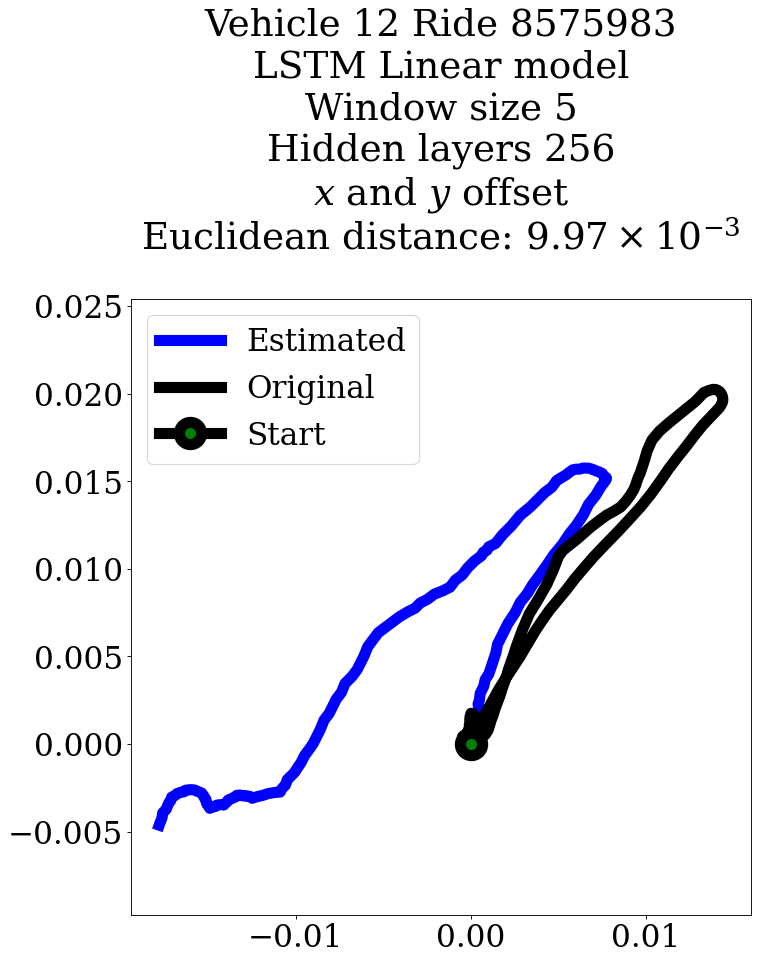 Vehicle 12 Ride 8575983
LSTM Linear model
Window size 5
Hidden layers 256
x and y offset
Euclidean distance: 9.97 × 10⁻³
0.025
0.020
0.015
0.010
0.005
0.000
−0.005
Estimated
Original
Start
−0.01
0.00
0.01